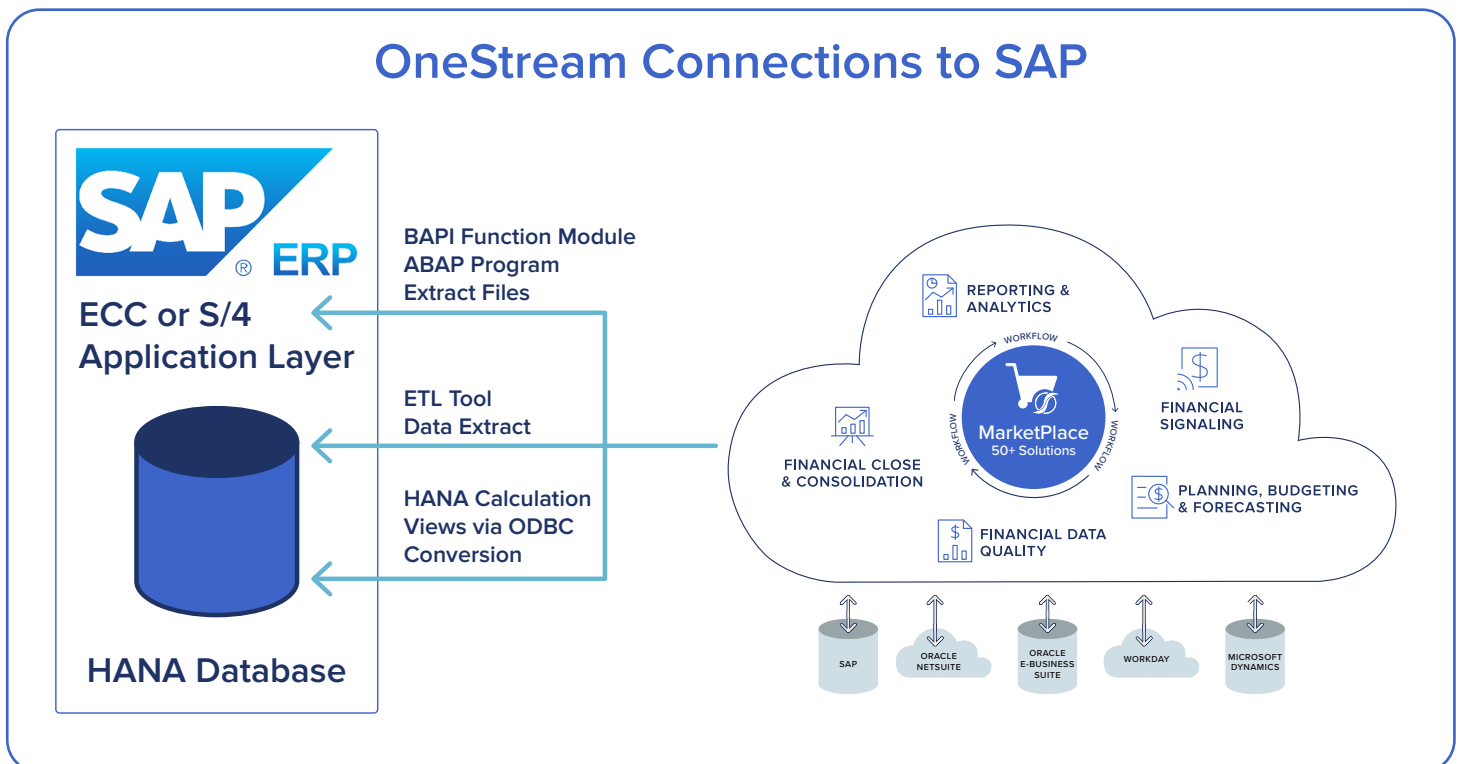 OneStream Connections to SAP
SAP
®
ERP
ECC or S/4
Application Layer
HANA Database
BAPI Function Module
ABAP Program
Extract Files
ETL Tool
Data Extract
HANA Calculation
Views via ODBC
Conversion
REPORTING &
ANALYTICS
WORKFLOW
WORKFLOW
WORKFLOW
MarketPlace
50+ Solutions
$
FINANCIAL
SIGNALING
FINANCIAL CLOSE
& CONSOLIDATION
$
PLANNING, BUDGETING
& FORECASTING
$
FINANCIAL DATA
QUALITY
SAP
ORACLE
NETSUITE
ORACLE
E-BUSINESS
SUITE
WORKDAY
MICROSOFT
DYNAMICS